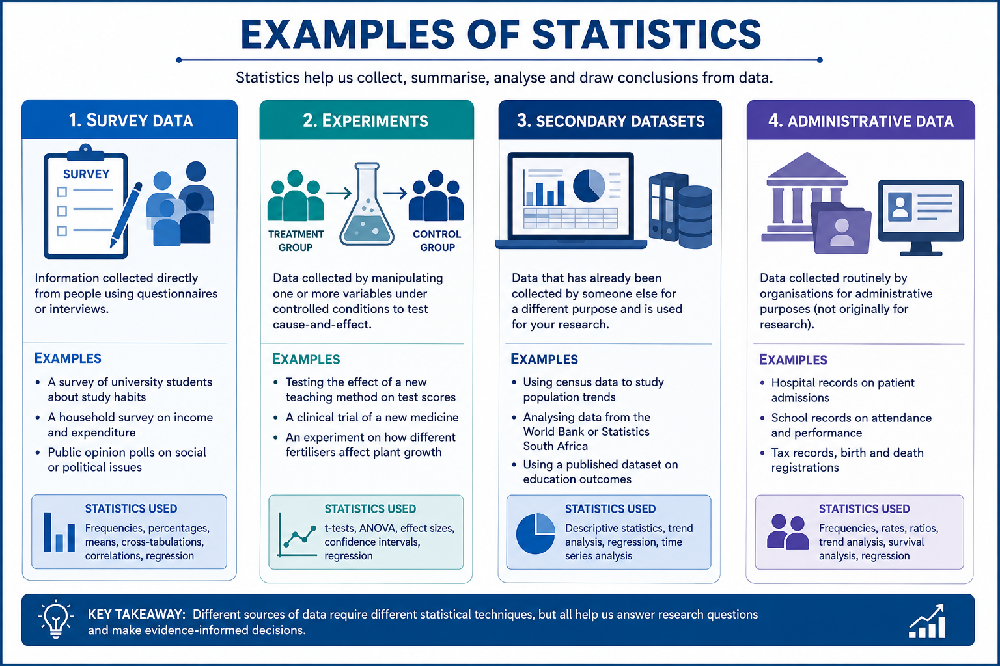 EXAMPLES OF STATISTICS
Statistics help us collect, summarise, analyse and draw conclusions from data.
1. SURVEY DATA
SURVEY
Information collected directly
from people using questionnaires
or interviews.
EXAMPLES
• A survey of university students
about study habits
• A household survey on income
and expenditure
• Public opinion polls on social
or political issues
STATISTICS USED
Frequencies, percentages,
means, cross-tabulations,
correlations, regression
2. EXPERIMENTS
TREATMENT
GROUP
CONTROL
GROUP
Data collected by manipulating
one or more variables under
controlled conditions to test
cause-and-effect.
EXAMPLES
• Testing the effect of a new
teaching method on test scores
• A clinical trial of a new medicine
• An experiment on how different
fertilisers affect plant growth
STATISTICS USED
t-tests, ANOVA, effect sizes,
confidence intervals,
regression
3. SECONDARY DATASETS
Data that has already been
collected by someone else for
a different purpose and is used
for your research.
EXAMPLES
• Using census data to study
population trends
• Analysing data from the
World Bank or Statistics
South Africa
• Using a published dataset on
education outcomes
STATISTICS USED
Descriptive statistics, trend
analysis, regression, time
series analysis
4. ADMINISTRATIVE DATA
Data collected routinely by
organisations for administrative
purposes (not originally for
research).
EXAMIPLES
• Hospital records on patient
admissions
• School records on attendance
and performance
• Tax records, birth and death
registrations
STATISTICS USED
Frequencies, rates, ratios,
trend analysis, survival
analysis, regression
KEY TAKEAWAY: Different sources of data require different statistical techniques, but all help us answer research questions
and make evidence-informed decisions.